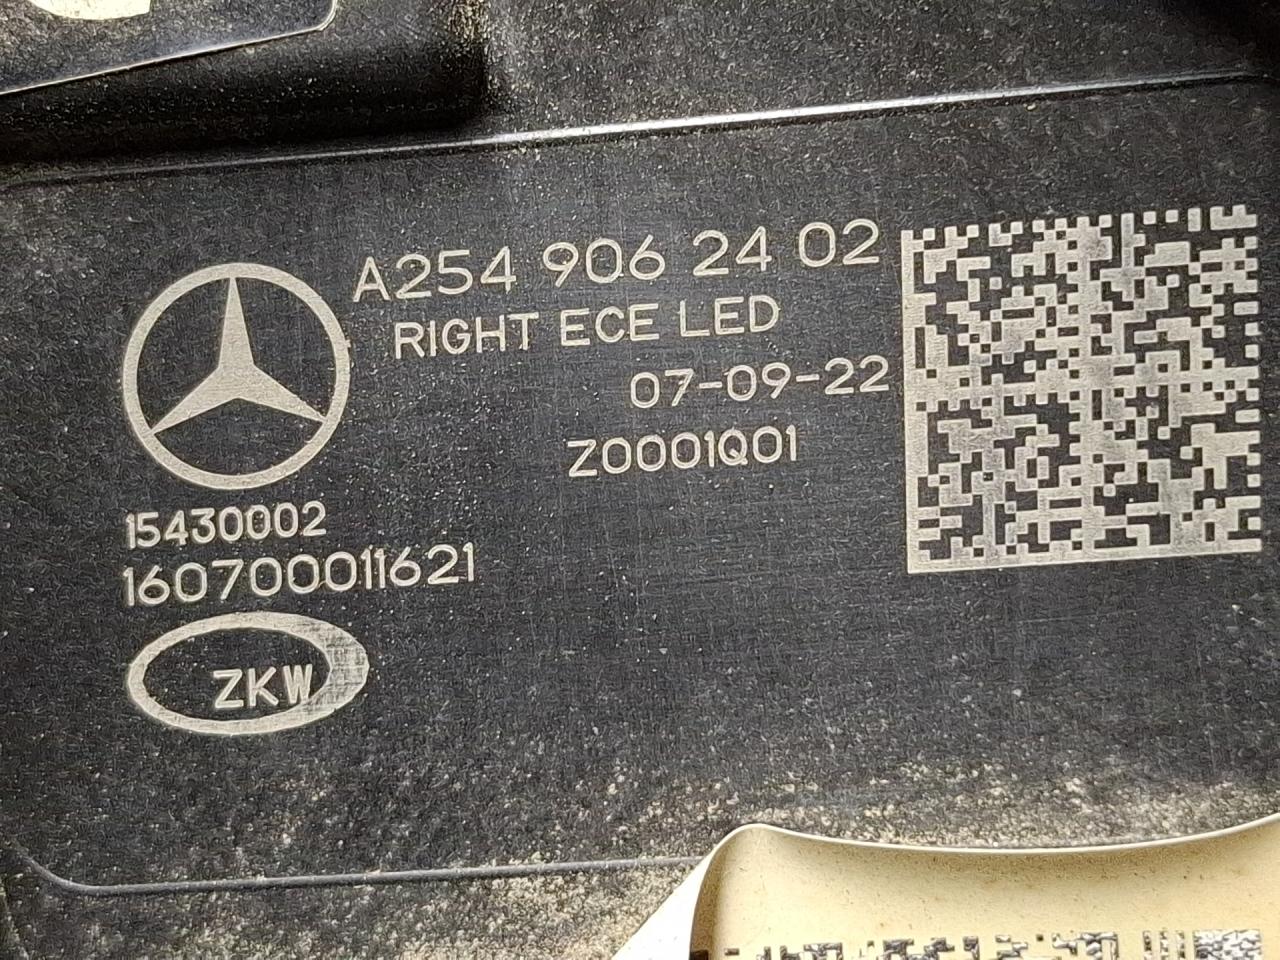 A254 906 24 02
RIGHT ECE LED
07-09-22
Z0001Q01
15430002
160700011621
ZKW